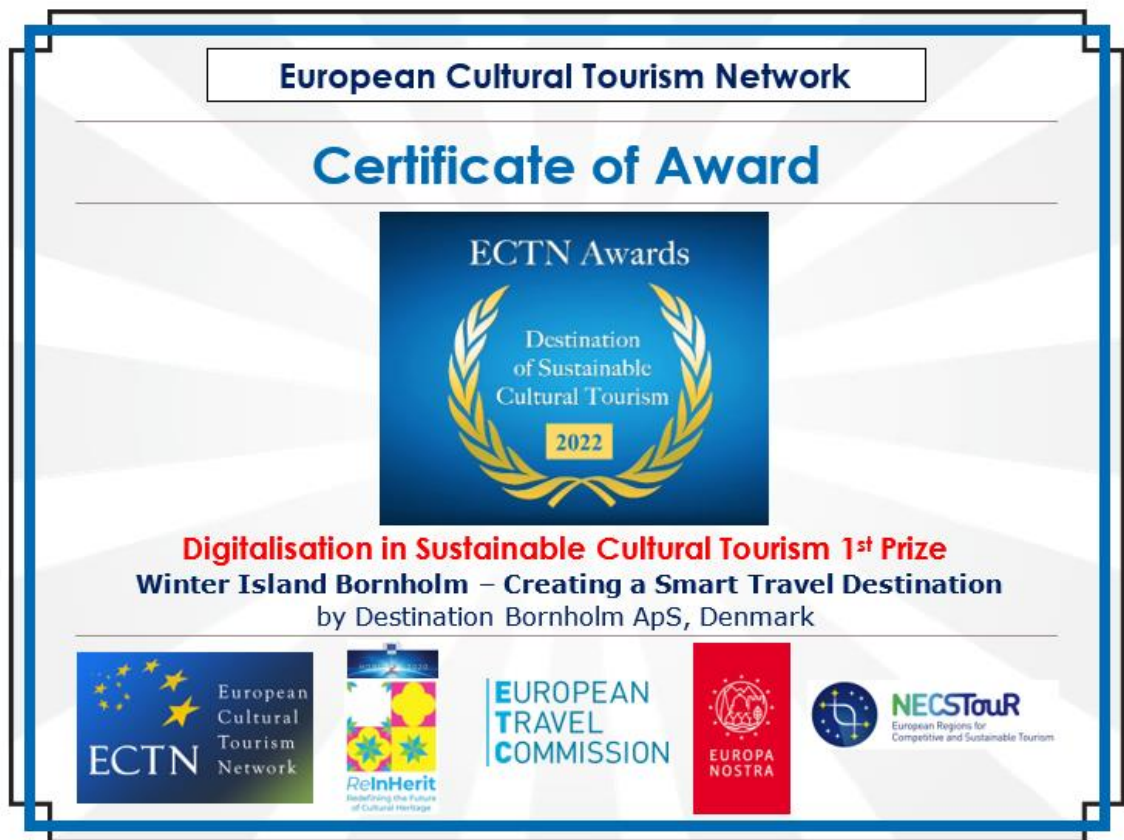 European Cultural Tourism Network
Certificate of Award
ECTN Awards
Destination
of Sustainable
Cultural Tourism
2022
Digitalisation in Sustainable Cultural Tourism 1st Prize
Winter Island Bornholm – Creating a Smart Travel Destination
by Destination Bornholm ApS, Denmark
ECTN
European
Cultural
Tourism
Network
HORIZON 2020
ReInHerit
Redefining the Future
of Cultural Heritage
EUROPEAN
TRAVEL
COMMISSION
EUROPA
NOSTRA
NECSTouR
European Regions for
Competitive and Sustainable Tourism